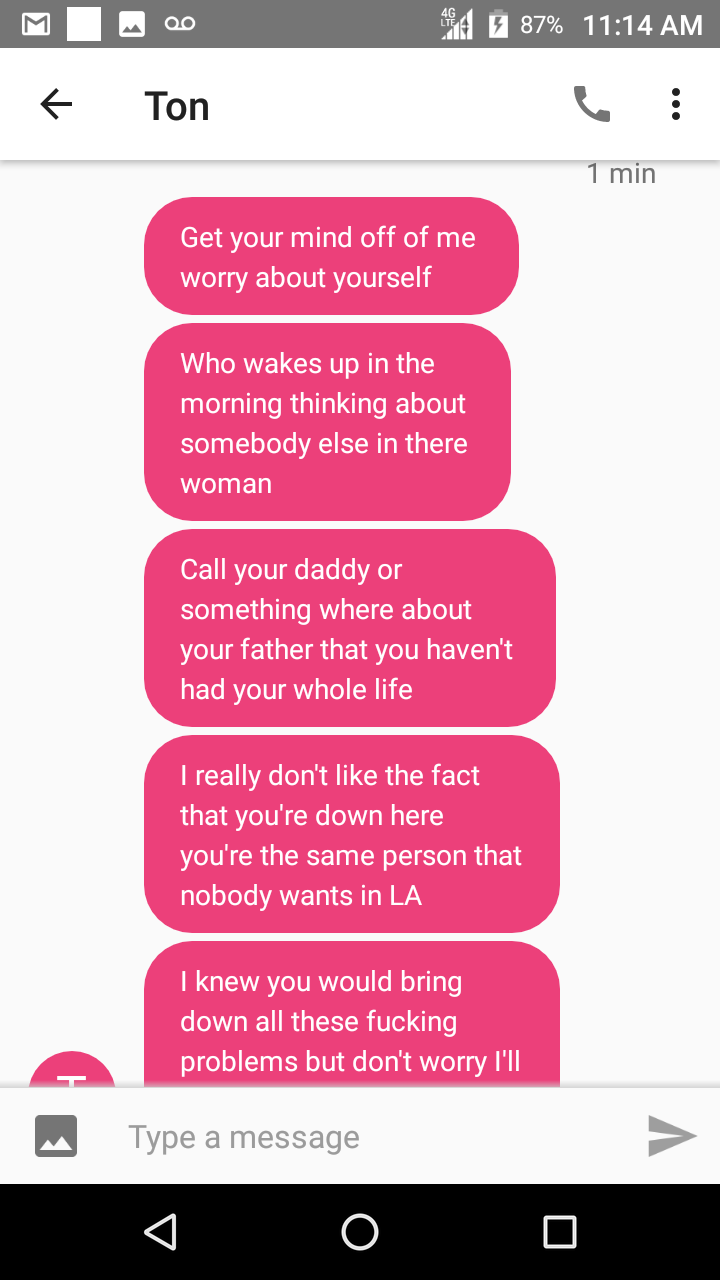 4G
LTE
87%
11:14 AM
Ton
1 min
Get your mind off of me
worry about yourself
Who wakes up in the
morning thinking about
somebody else in there
woman
Call your daddy or
something where about
your father that you haven't
had your whole life
I really don't like the fact
that you're down here
you're the same person that
nobody wants in LA
I knew you would bring
down all these fucking
problems but don't worry I'll
T
Type a message